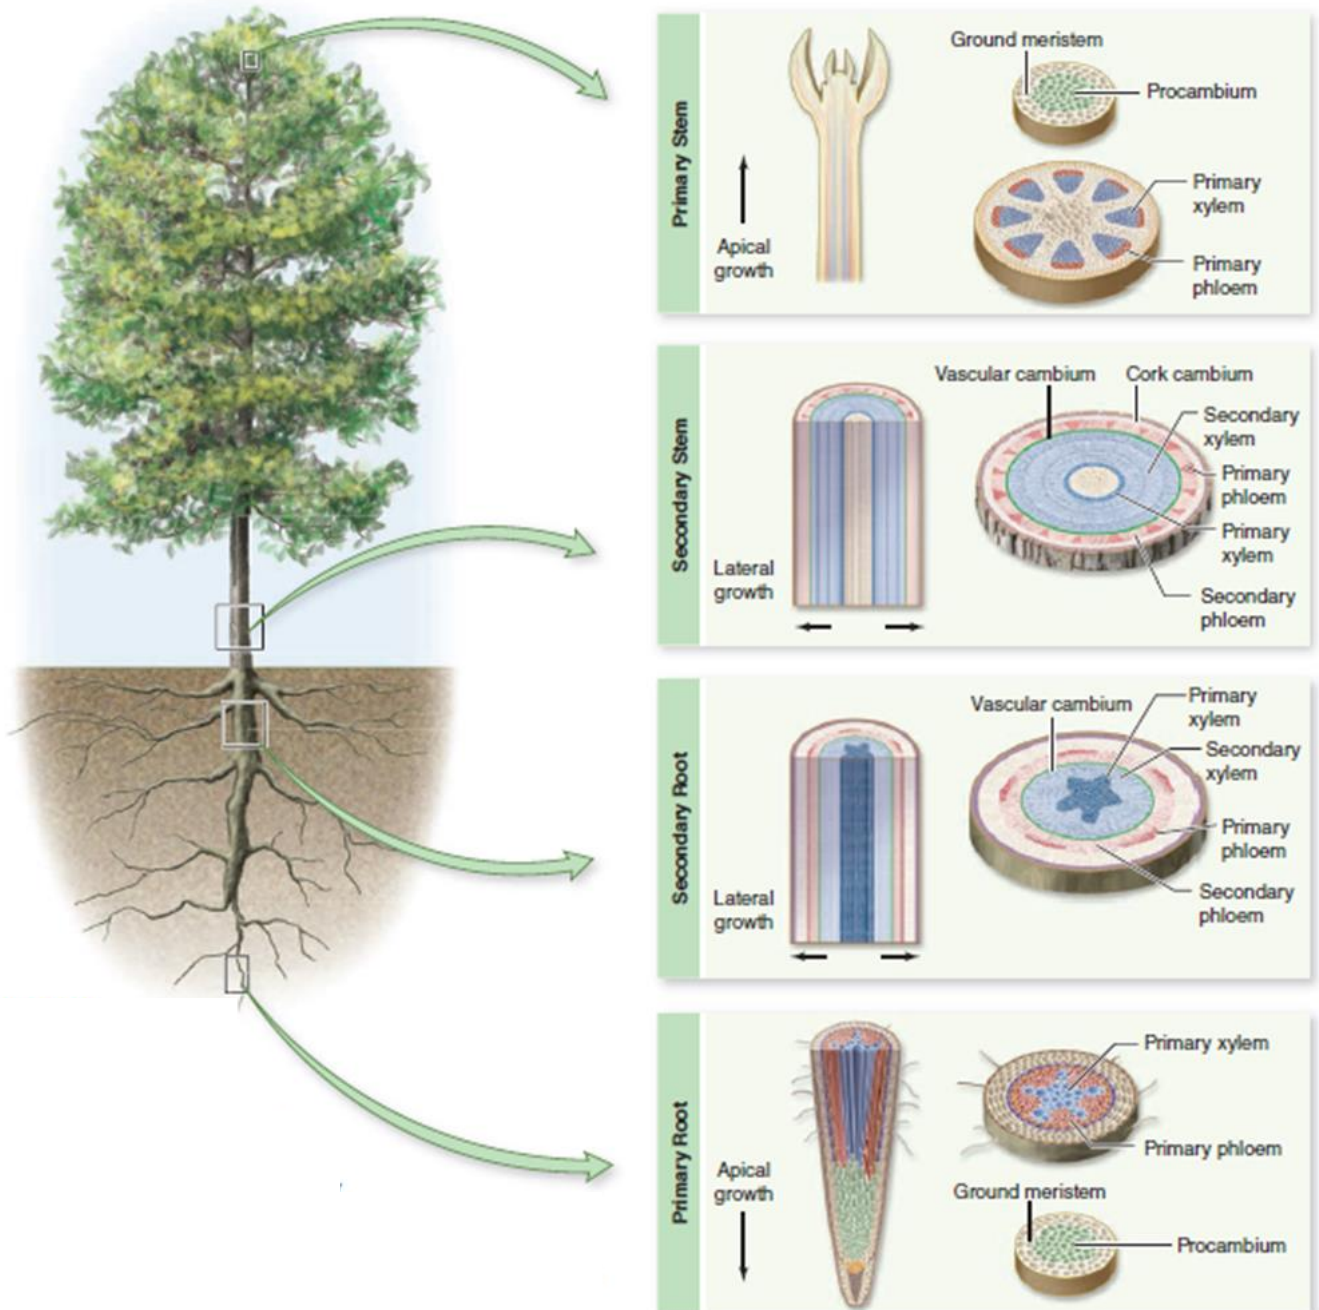 Primary Stem
Apical
growth
Ground meristem
Procambium
Primary
xylem
Primary
phloem
Secondary Stem
Lateral
growth
Vascular cambium
Cork cambium
Secondary
xylem
Primary
phloem
Primary
xylem
Secondary
phloem
Secondary Root
Lateral
growth
Vascular cambium
Primary
xylem
Secondary
xylem
Primary
phloem
Secondary
phloem
Primary Root
Apical
growth
Primary xylem
Primary phloem
Ground meristem
Procambium